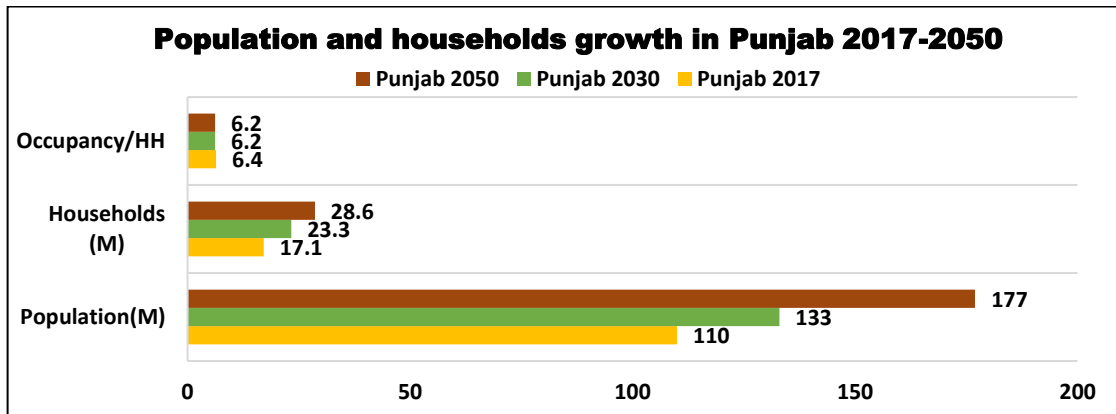 Population and households growth in Punjab 2017-2050
Punjab 2050 Punjab 2030 Punjab 2017
Occupancy/HH
6.2
6.2
6.4
Households
(M)
28.6
23.3
17.1
Population(M)
177
133
110
0 50 100 150 200